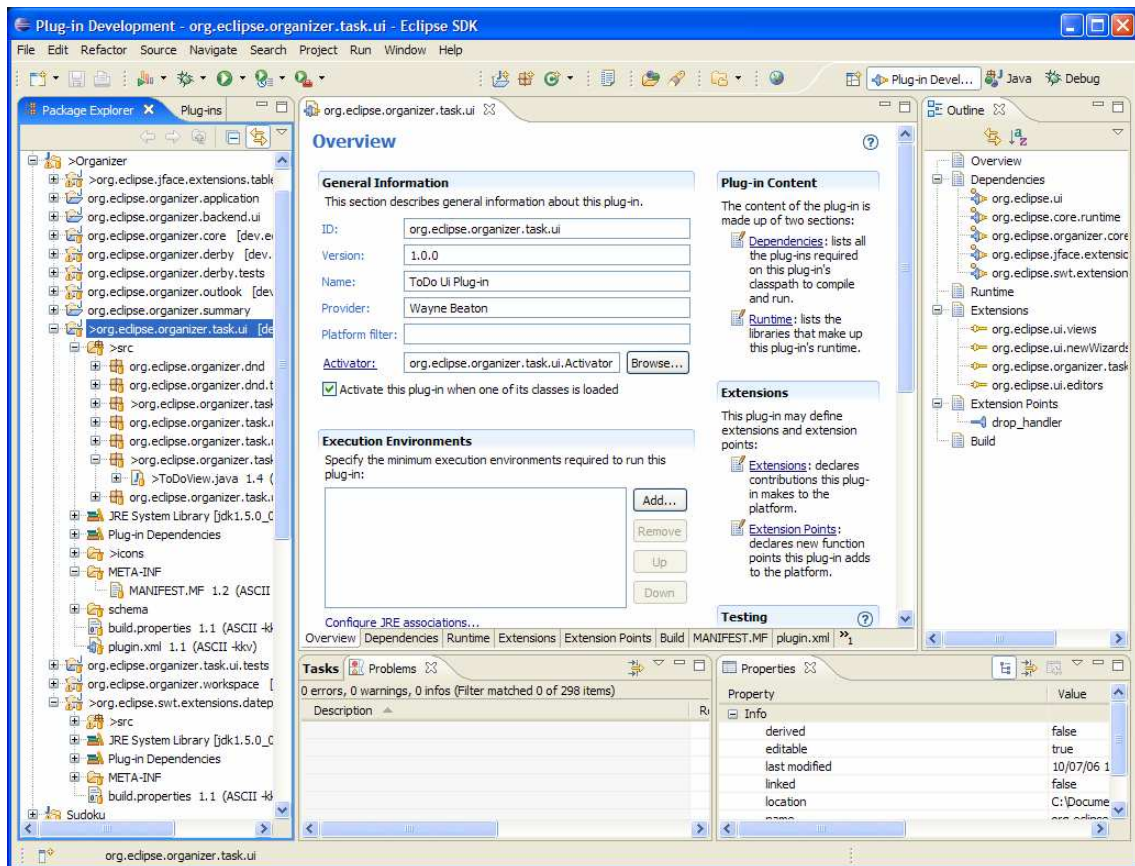 Plug-in Development - org.eclipse.organizer.task.ui - Eclipse SDK
File Edit Refactor Source Navigate Search Project Run Window Help
Plug-in Devel... Java Debug
Package Explorer Plug-ins
>Organizer
>org.eclipse.jface.extensions.table
org.eclipse.organizer.application
org.eclipse.organizer.backend.ui
org.eclipse.organizer.core [dev.ec
org.eclipse.organizer.derby [dev.
org.eclipse.organizer.derby.tests
org.eclipse.organizer.outlook [dev
org.eclipse.organizer.summary
>org.eclipse.organizer.task.ui [de
>src
org.eclipse.organizer.dnd
org.eclipse.organizer.dnd.t
>org.eclipse.organizer.task
org.eclipse.organizer.task.u
org.eclipse.organizer.task.u
>org.eclipse.organizer.task
>ToDoView.java 1.4 (
org.eclipse.organizer.task.u
JRE System Library [jdk1.5.0_0
Plug-in Dependencies
>icons
META-INF
MANIFEST.MF 1.2 (ASCII
schema
build.properties 1.1 (ASCII -kk
plugin.xml 1.1 (ASCII -kkv)
org.eclipse.organizer.task.ui.tests
org.eclipse.organizer.workspace [
>org.eclipse.swt.extensions.datep
>src
JRE System Library [jdk1.5.0_0
Plug-in Dependencies
META-INF
build.properties 1.1 (ASCII -kk
Sudoku
org.eclipse.organizer.task.ui
Overview
General Information
This section describes general information about this plug-in.
ID: org.eclipse.organizer.task.ui
Version: 1.0.0
Name: ToDo Ui Plug-in
Provider: Wayne Beaton
Platform filter:
Activator: org.eclipse.organizer.task.ui.Activator Browse...
Activate this plug-in when one of its classes is loaded
Execution Environments
Specify the minimum execution environments required to run this
plug-in:
Add...
Remove
Up
Down
Configure JRE associations...
Plug-in Content
The content of the plug-in is
made up of two sections:
Dependencies: lists all
the plug-ins required
on this plug-in's
classpath to compile
and run.
Runtime: lists the
libraries that make up
this plug-in's runtime.
Extensions
This plug-in may define
extensions and extension
points:
Extensions: declares
contributions this plug-
in makes to the
platform.
Extension Points:
declares new function
points this plug-in adds
to the platform.
Testing
Overview Dependencies Runtime Extensions Extension Points Build MANIFEST.MF plugin.xml »1
Outline
Overview
Dependencies
org.eclipse.ui
org.eclipse.core.runtime
org.eclipse.organizer.core
org.eclipse.jface.extensic
org.eclipse.swt.extension
Runtime
Extensions
org.eclipse.ui.views
org.eclipse.ui.newWizards
org.eclipse.organizer.task
org.eclipse.ui.editors
Extension Points
drop_handler
Build
Tasks Problems
0 errors, 0 warnings, 0 infos (Filter matched 0 of 298 items)
Description
Properties
Property Value
Info
derived false
editable true
last modified 10/07/06 1
linked false
location C:\Docume
name org.eclipse
org.eclipse.organizer.task.ui